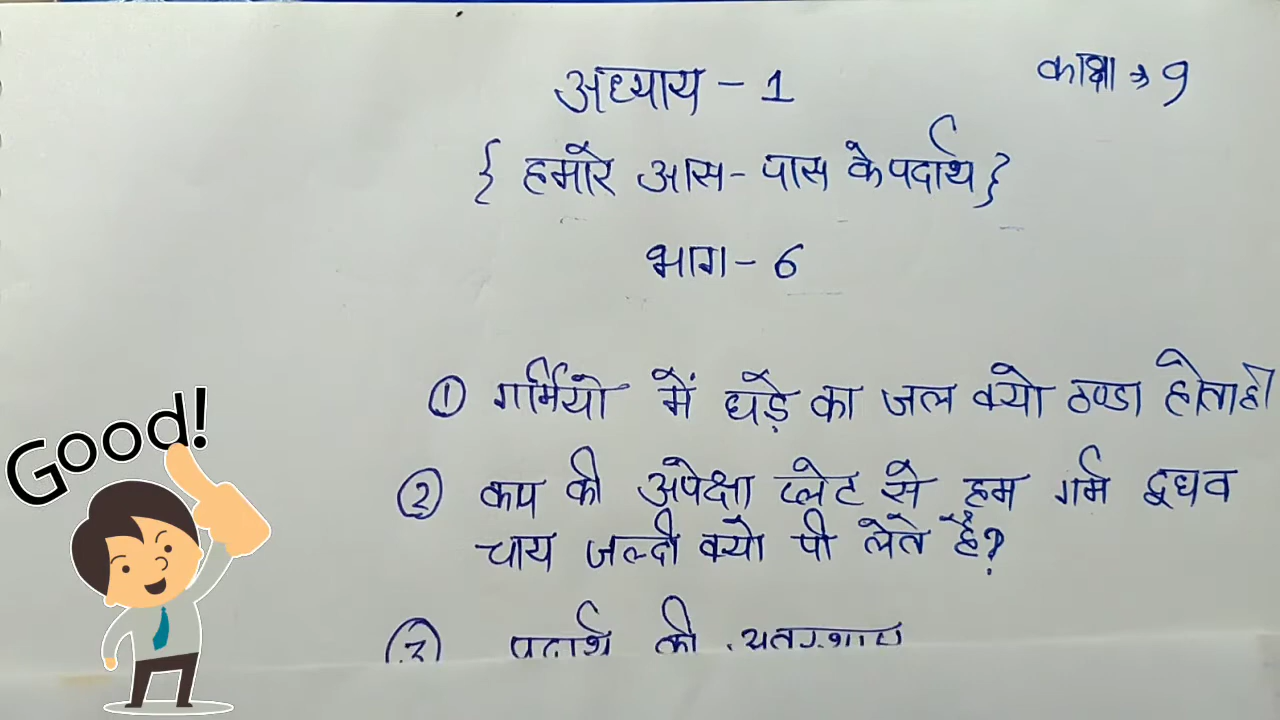 अध्याय - 1
कक्षा → 9
{ हमारे आस-पास के पदार्थ }
भाग - 6
① गर्मियो में घड़े का जल क्यो ठण्डा होता है
② कप की अपेक्षा प्लेट से हम गर्म दूध व
चाय जल्दी क्यो पी लेते है?
पदार्थ की
Good!